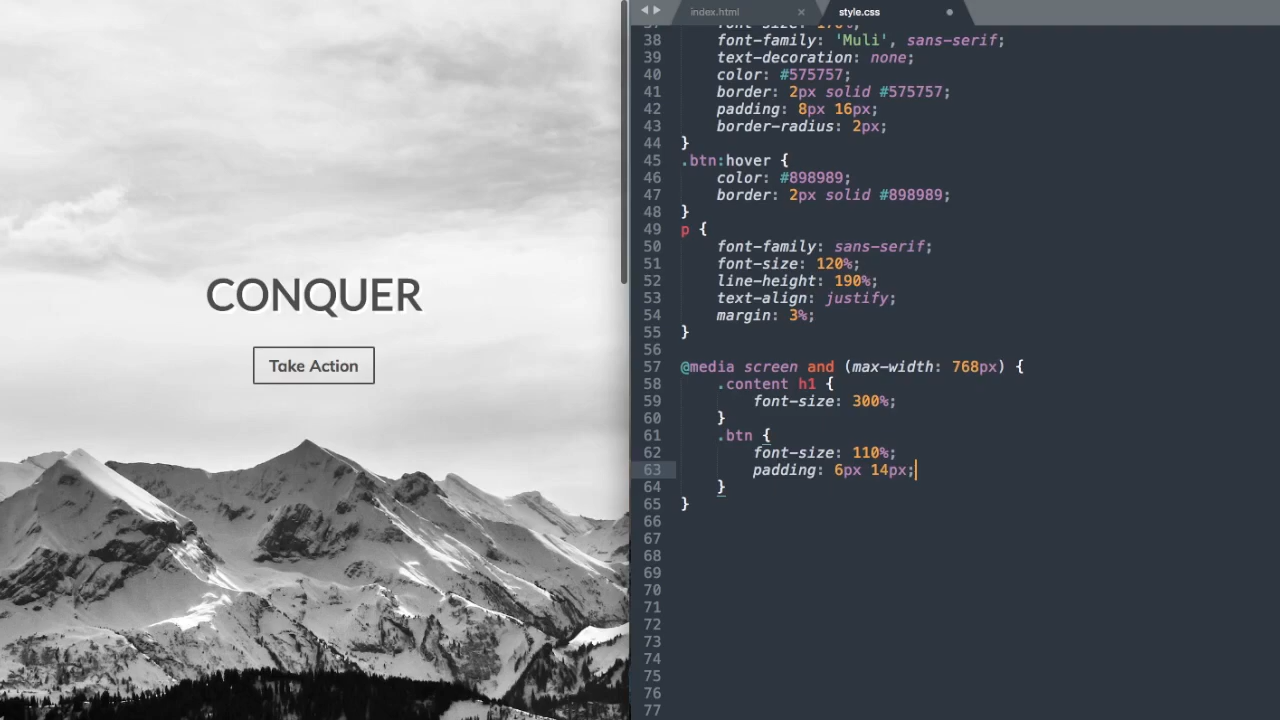 CONQUER
Take Action
index.html
style.css
38 font-family: 'Muli', sans-serif;
39 text-decoration: none;
40 color: #575757;
41 border: 2px solid #575757;
42 padding: 8px 16px;
43 border-radius: 2px;
44 }
45 .btn:hover {
46 color: #898989;
47 border: 2px solid #898989;
48 }
49 p {
50 font-family: sans-serif;
51 font-size: 120%;
52 line-height: 190%;
53 text-align: justify;
54 margin: 3%;
55 }
56
57 @media screen and (max-width: 768px) {
58 .content h1 {
59 font-size: 300%;
60 }
61 .btn {
62 font-size: 110%;
63 padding: 6px 14px;
64 }
65 }
66
67
68
69
70
71
72
73
74
75
76
77